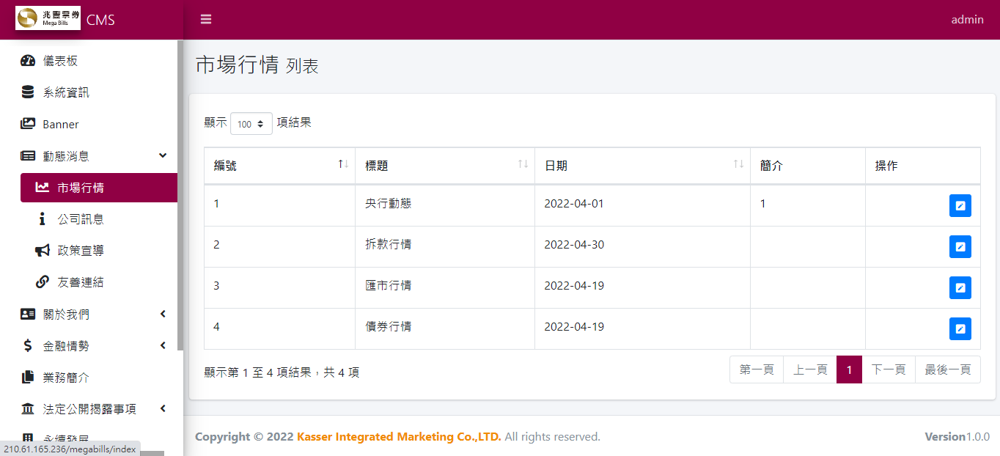 兆豐票券
Mega Bills
CMS
admin
儀表板
系統資訊
Banner
動態消息
市場行情
公司訊息
政策宣導
友善連結
關於我們
金融情勢
業務簡介
法定公開揭露事項
永續發展
210.61.165.236/megabills/index
市場行情 列表
顯示 100 項結果
編號 標題 日期 簡介 操作
1 央行動態 2022-04-01 1
2 拆款行情 2022-04-30
3 匯市行情 2022-04-19
4 債券行情 2022-04-19
顯示第 1 至 4 項結果，共 4 項
第一頁 上一頁 1 下一頁 最後一頁
Copyright © 2022 Kasser Integrated Marketing Co.,LTD. All rights reserved.
Version1.0.0